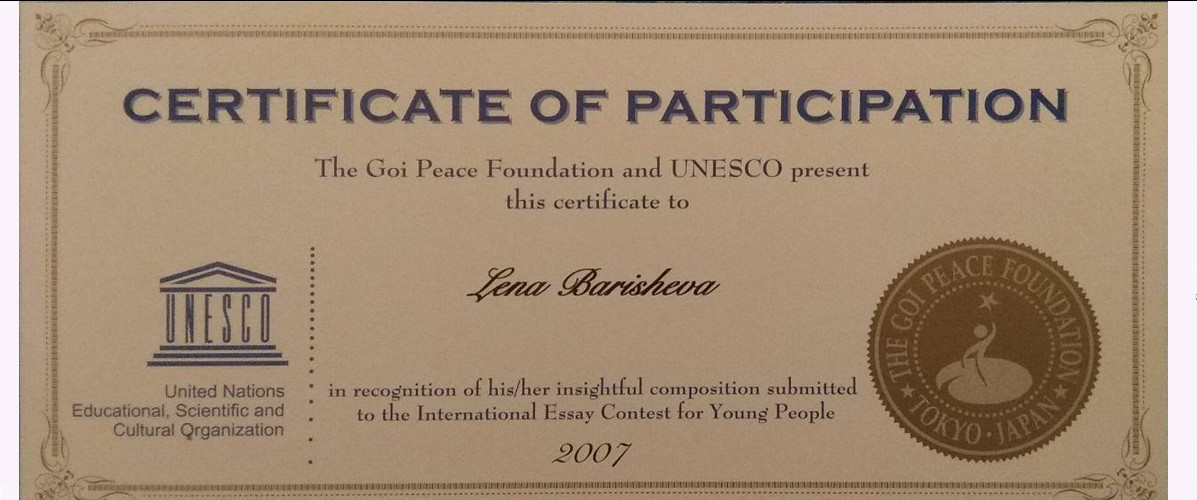 CERTIFICATE OF PARTICIPATION
The Goi Peace Foundation and UNESCO present
this certificate to
Lena Barisheva
UNESCO
United Nations
Educational, Scientific and
Cultural Organization
in recognition of his/her insightful composition submitted
to the International Essay Contest for Young People
2007
THE GOI PEACE FOUNDATION
★ TOKYO · JAPAN ★